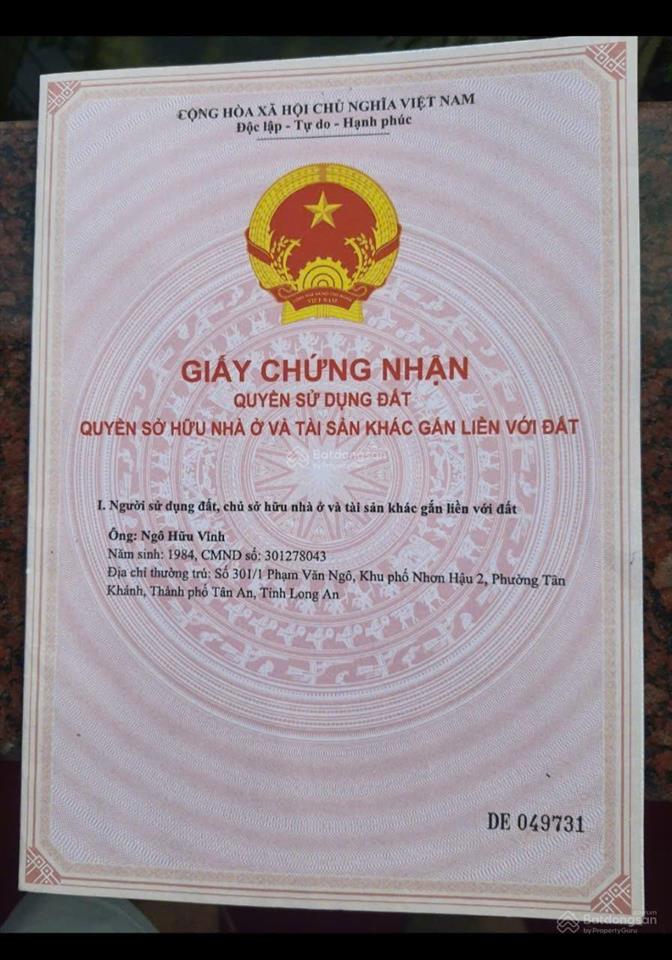 CỘNG HÒA XÃ HỘI CHỦ NGHĨA VIỆT NAM
Độc lập - Tự do - Hạnh phúc
VIỆT NAM
GIẤY CHỨNG NHẬN
QUYỀN SỬ DỤNG ĐẤT
QUYỀN SỞ HỮU NHÀ Ở VÀ TÀI SẢN KHÁC GẮN LIỀN VỚI ĐẤT
Batdongsan
I. Người sử dụng đất, chủ sở hữu nhà ở và tài sản khác gắn liền với đất
Ông: Ngô Hữu Vĩnh
Năm sinh: 1984, CMND số: 301278043
Địa chỉ thường trú: Số 301/1 Phạm Văn Ngô, Khu phố Nhơn Hậu 2, Phường Tân
Khánh, Thành phố Tân An, Tỉnh Long An
DE 049731
Batdongsan
by PropertyGuru